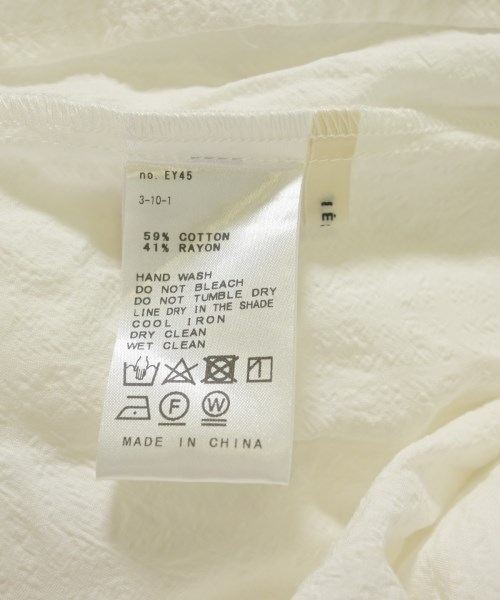 no. EY45
3-10-1
59% COTTON
41% RAYON
HAND WASH
DO NOT BLEACH
DO NOT TUMBLE DRY
LINE DRY IN THE SHADE
COOL IRON
DRY CLEAN
WET CLEAN
F W
MADE IN CHINA